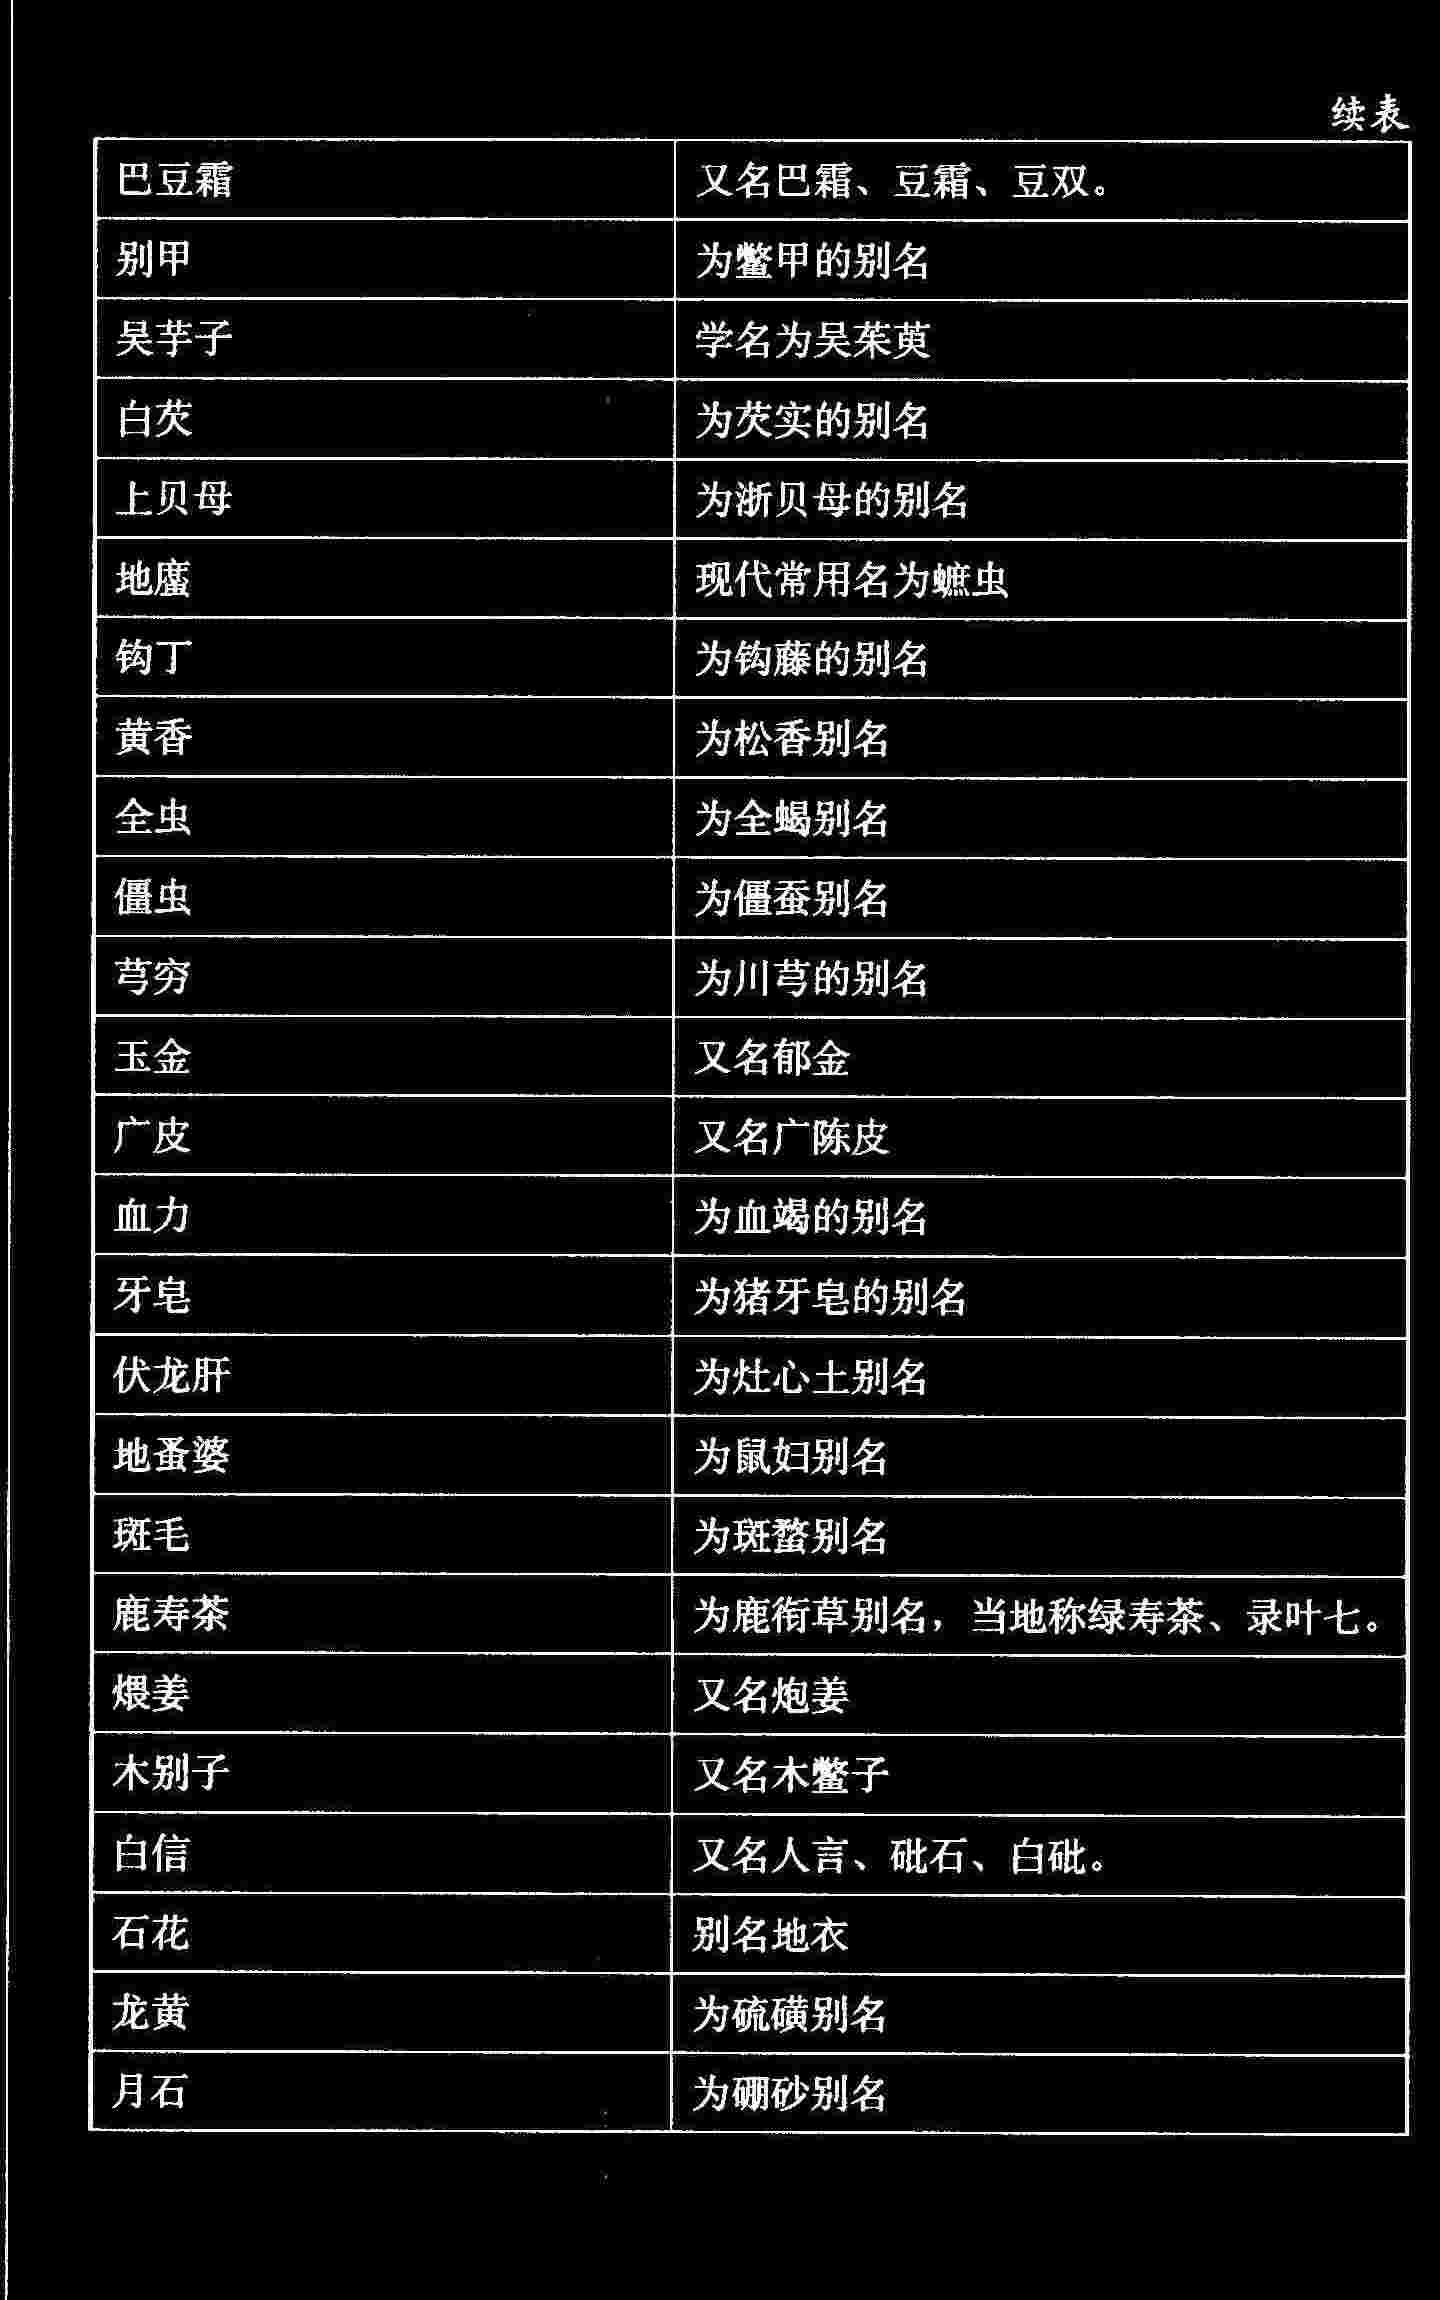 续表
巴豆霜 又名巴霜、豆霜、豆双。
别甲 为鳖甲的别名
吴芋子 学名为吴茱萸
白芡 为芡实的别名
上贝母 为浙贝母的别名
地䗪 现代常用名为蟅虫
钩丁 为钩藤的别名
黄香 为松香别名
全虫 为全蝎别名
僵虫 为僵蚕别名
芎穷 为川芎的别名
玉金 又名郁金
广皮 又名广陈皮
血力 为血竭的别名
牙皂 为猪牙皂的别名
伏龙肝 为灶心土别名
地蚤婆 为鼠妇别名
斑毛 为斑蝥别名
鹿寿茶 为鹿衔草别名，当地称绿寿茶、录叶七。
煨姜 又名炮姜
木别子 又名木鳖子
白信 又名人言、砒石、白砒。
石花 别名地衣
龙黄 为硫磺别名
月石 为硼砂别名